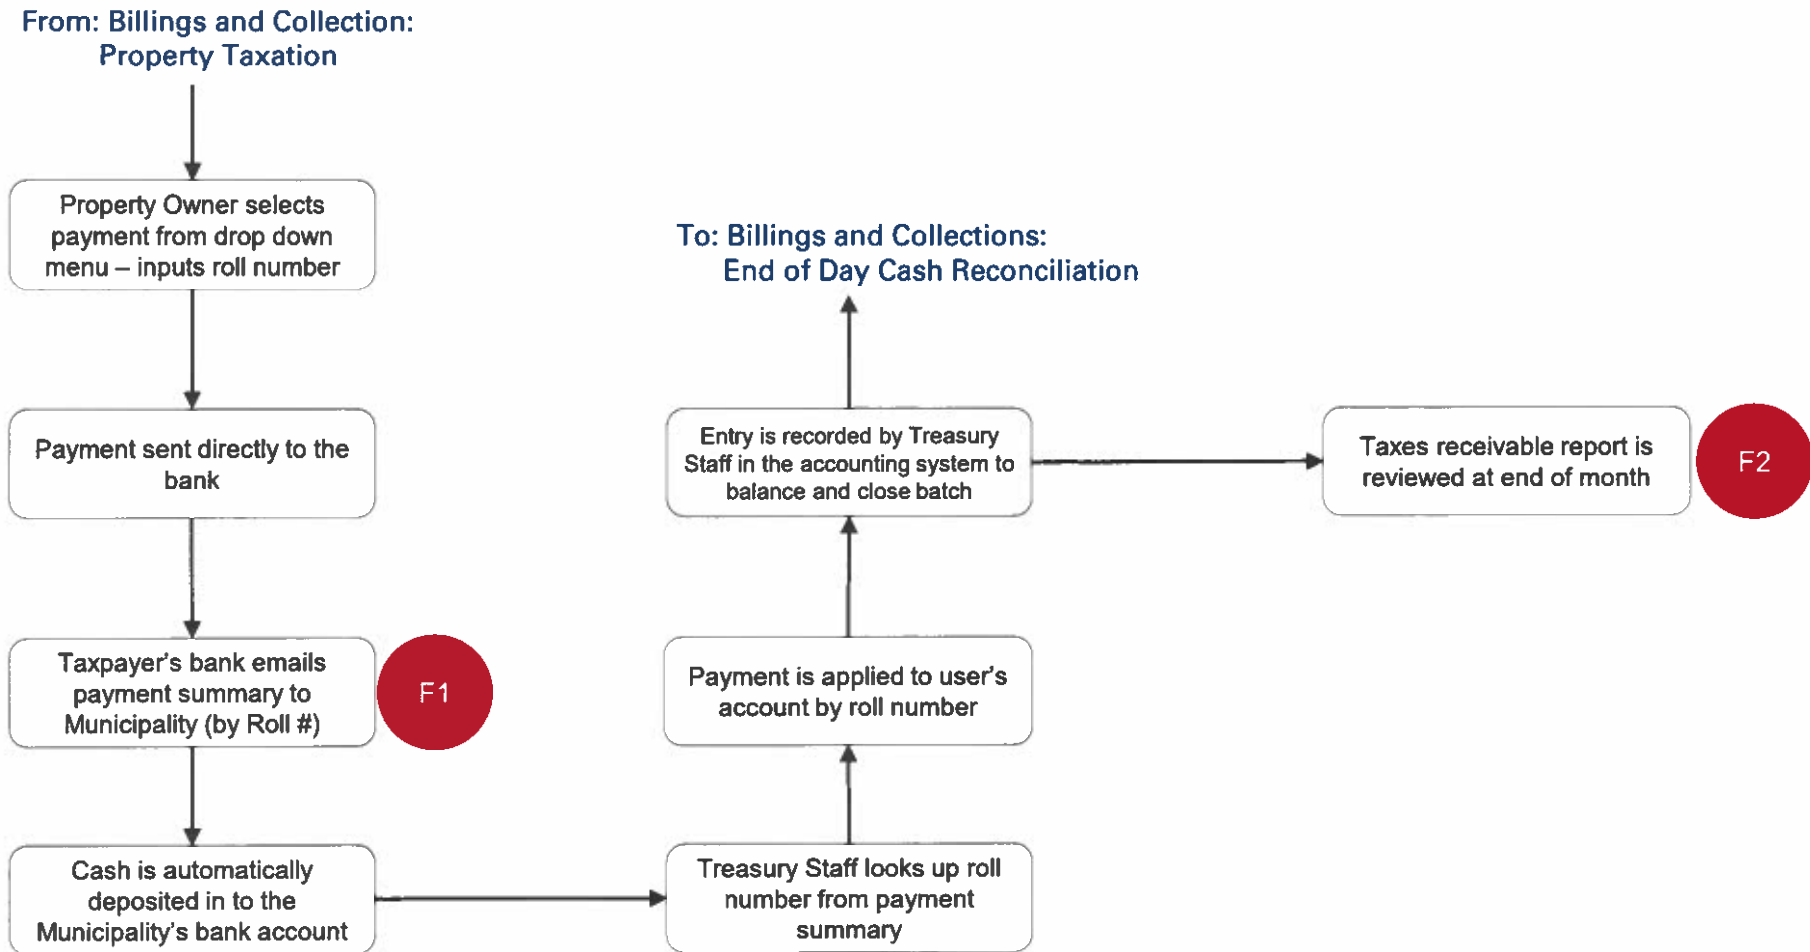 From: Billings and Collection:
Property Taxation
Property Owner selects
payment from drop down
menu – inputs roll number
Payment sent directly to the
bank
Taxpayer's bank emails
payment summary to
Municipality (by Roll #)
F1
Cash is automatically
deposited in to the
Municipality's bank account
Treasury Staff looks up roll
number from payment
summary
Payment is applied to user's
account by roll number
Entry is recorded by Treasury
Staff in the accounting system to
balance and close batch
To: Billings and Collections:
End of Day Cash Reconciliation
Taxes receivable report is
reviewed at end of month
F2